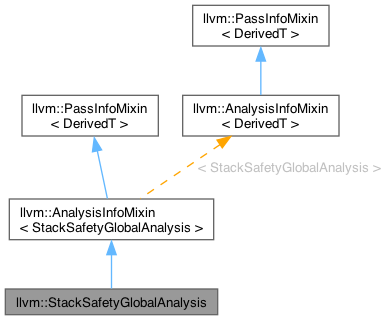 llvm::PassInfoMixin
< DerivedT >
llvm::PassInfoMixin
< DerivedT >
llvm::AnalysisInfoMixin
< DerivedT >
< StackSafetyGlobalAnalysis >
llvm::AnalysisInfoMixin
< StackSafetyGlobalAnalysis >
llvm::StackSafetyGlobalAnalysis